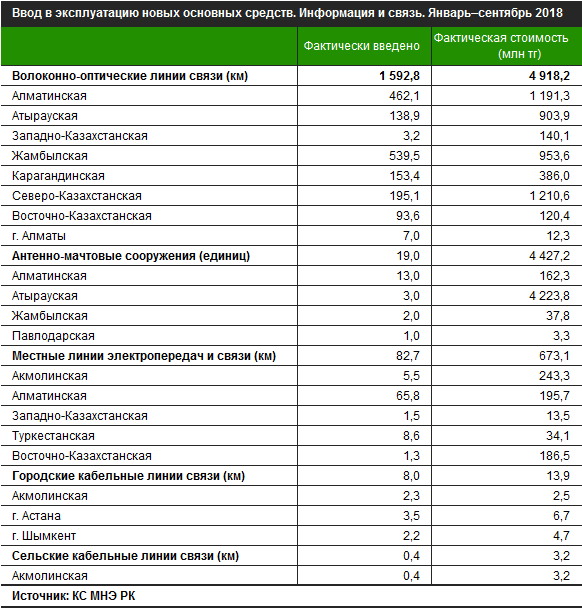 Ввод в эксплуатацию новых основных средств. Информация и связь. Январь–сентябрь 2018
Фактически введено Фактическая стоимость (млн тг)
Волоконно-оптические линии связи (км) 1 592,8 4 918,2
Алматинская 462,1 1 191,3
Атырауская 138,9 903,9
Западно-Казахстанская 3,2 140,1
Жамбылская 539,5 953,6
Карагандинская 153,4 386,0
Северо-Казахстанская 195,1 1 210,6
Восточно-Казахстанская 93,6 120,4
г. Алматы 7,0 12,3
Антенно-мачтовые сооружения (единиц) 19,0 4 427,2
Алматинская 13,0 162,3
Атырауская 3,0 4 223,8
Жамбылская 2,0 37,8
Павлодарская 1,0 3,3
Местные линии электропередач и связи (км) 82,7 673,1
Акмолинская 5,5 243,3
Алматинская 65,8 195,7
Западно-Казахстанская 1,5 13,5
Туркестанская 8,6 34,1
Восточно-Казахстанская 1,3 186,5
Городские кабельные линии связи (км) 8,0 13,9
Акмолинская 2,3 2,5
г. Астана 3,5 6,7
г. Шымкент 2,2 4,7
Сельские кабельные линии связи (км) 0,4 3,2
Акмолинская 0,4 3,2
Источник: КС МНЭ РК